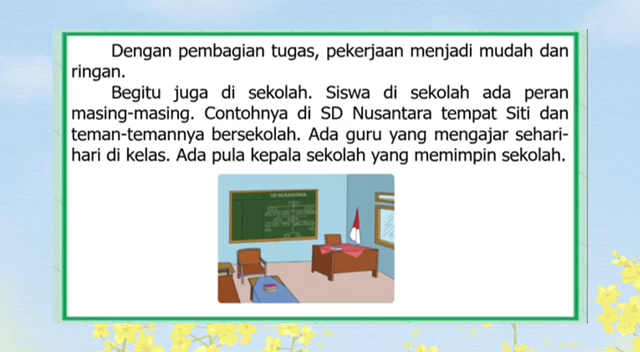 Dengan pembagian tugas, pekerjaan menjadi mudah dan
ringan.
Begitu juga di sekolah. Siswa di sekolah ada peran
masing-masing. Contohnya di SD Nusantara tempat Siti dan
teman-temannya bersekolah. Ada guru yang mengajar sehari-
hari di kelas. Ada pula kepala sekolah yang memimpin sekolah.
SD NUSANTARA